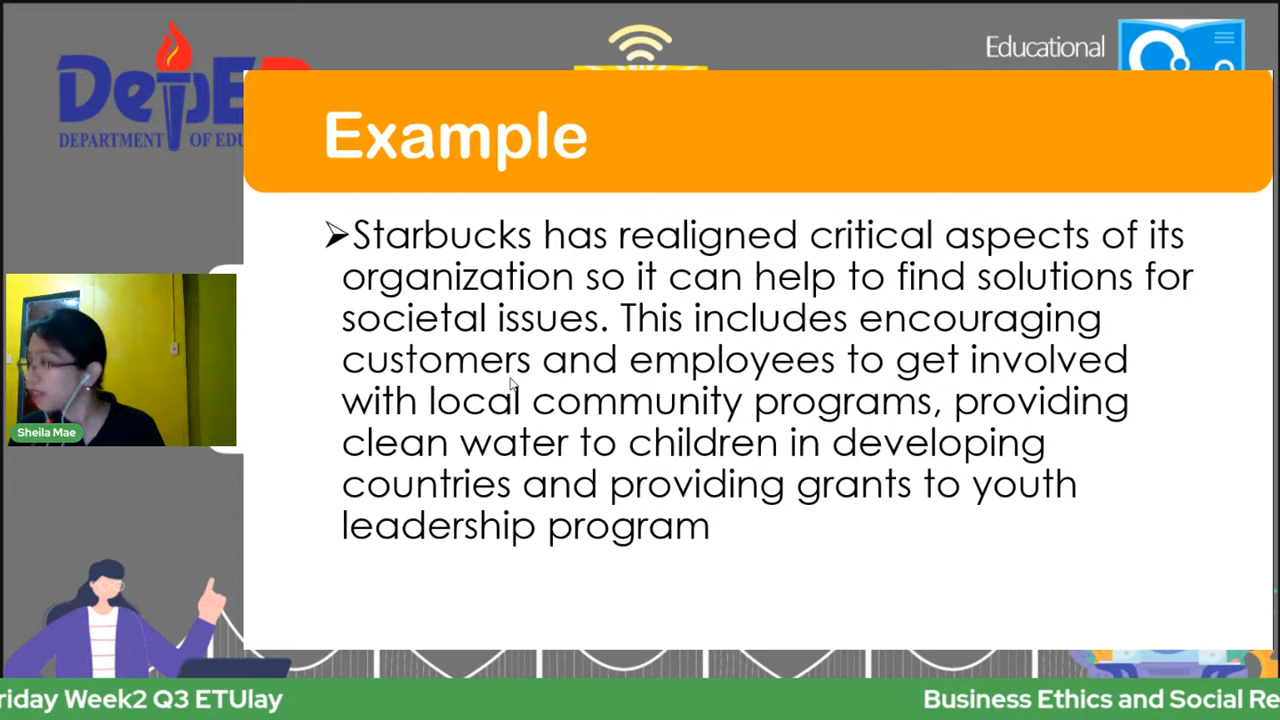 DepED
DEPARTMENT OF EDU
Educational
Example
➢Starbucks has realigned critical aspects of its
organization so it can help to find solutions for
societal issues. This includes encouraging
customers and employees to get involved
with local community programs, providing
clean water to children in developing
countries and providing grants to youth
leadership program
Sheila Mae
riday Week2 Q3 ETUlay
Business Ethics and Social Re